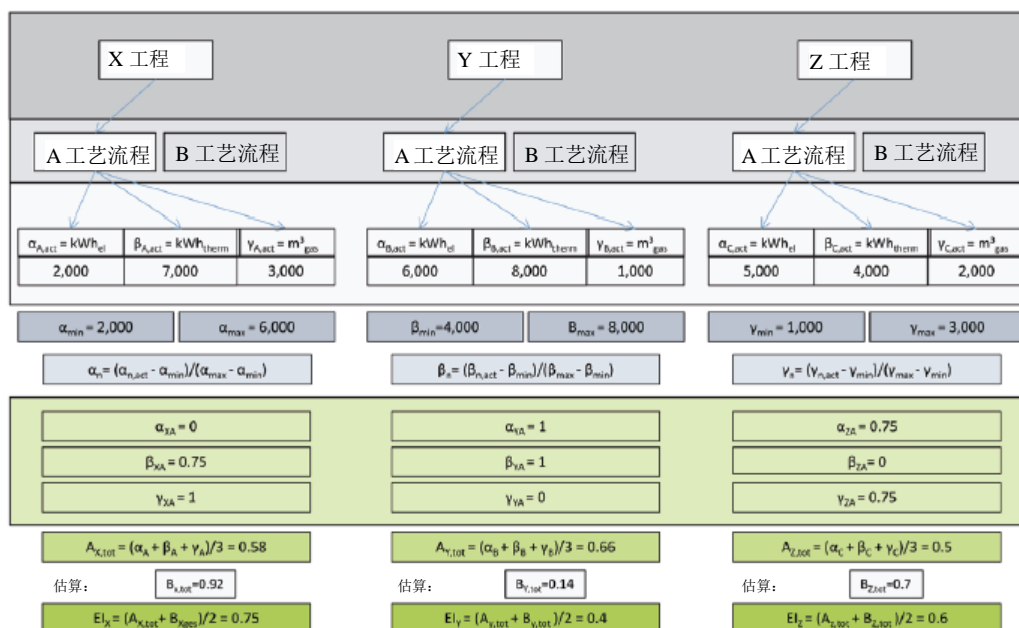 X 工程 Y 工程 Z 工程
A 工艺流程 B 工艺流程 A 工艺流程 B 工艺流程 A 工艺流程 B 工艺流程
α_A,act = kWh_el β_A,act = kWh_therm γ_A,act = m³_gas α_B,act = kWh_el β_B,act = kWh_therm γ_B,act = m³_gas α_C,act = kWh_el β_C,act = kWh_therm γ_C,act = m³_gas
2,000 7,000 3,000 6,000 8,000 1,000 5,000 4,000 2,000
α_min = 2,000 α_max = 6,000 β_min=4,000 B_max = 8,000 γ_min = 1,000 γ_max = 3,000
α_n= (α_n,act - α_min)/(α_max - α_min) β_n= (β_n,act - β_min)/(β_max - β_min) γ_n= (γ_n,act - γ_min)/(γ_max - γ_min)
α_XA = 0 α_YA = 1 α_ZA = 0.75
β_XA = 0.75 β_YA = 1 β_ZA = 0
γ_XA = 1 γ_YA = 0 γ_ZA = 0.75
A_X,tot = (α_A + β_A + γ_A)/3 = 0.58 A_Y,tot = (α_B + β_B + γ_B)/3 = 0.66 A_Z,tot = (α_C + β_C + γ_C)/3 = 0.5
估算： B_x,tot=0.92 估算： B_Y,tot=0.14 估算： B_Z,tot=0.7
EI_X = (A_X,tot + B_Xges)/2 = 0.75 EI_Y = (A_y,tot + B_y,tot)/2 = 0.4 EI_Z = (A_z,tot + B_Z,tot)/2 = 0.6